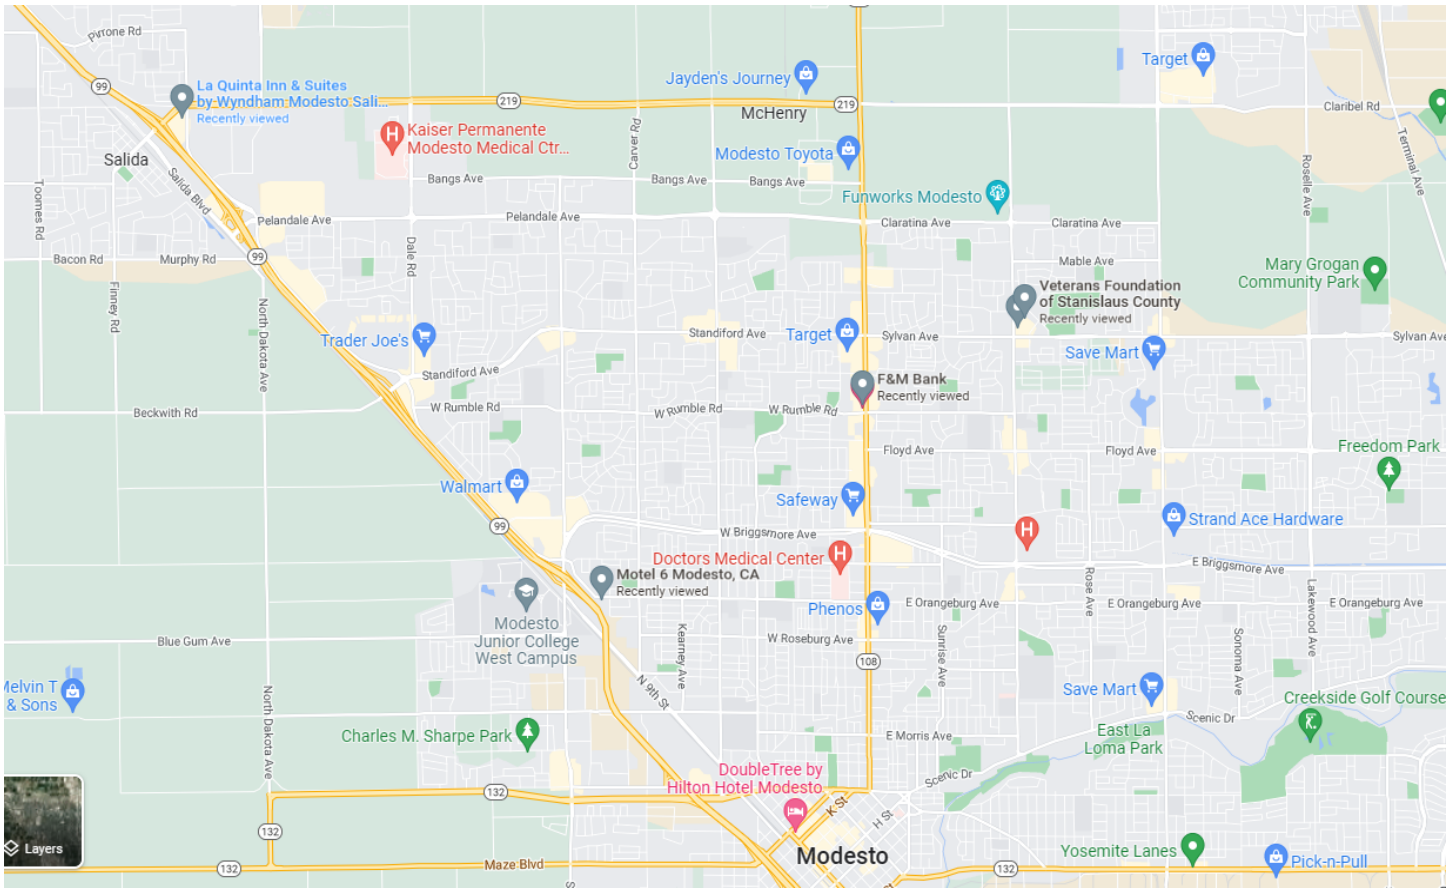 Pirrone Rd
99
La Quinta Inn & Suites
by Wyndham Modesto Sali...
Recently viewed
219
Jayden's Journey
219
McHenry
Target
Claribel Rd
Terminal Ave
Salida
Kaiser Permanente
Modesto Medical Ctr...
Carver Rd
Modesto Toyota
Roselle Ave
Toomes Rd
Salida Blvd
Bangs Ave
Bangs Ave
Bangs Ave
Funworks Modesto
Pelandale Ave
Pelandale Ave
Claratina Ave
Claratina Ave
Bacon Rd
Murphy Rd
99
Dale Rd
Mable Ave
Mary Grogan
Community Park
Finney Rd
North Dakota Ave
Veterans Foundation
of Stanislaus County
Recently viewed
Trader Joe's
Standiford Ave
Target
Sylvan Ave
Sylvan Ave
Save Mart
Standiford Ave
F&M Bank
Recently viewed
Beckwith Rd
W Rumble Rd
W Rumble Rd
W Rumble Rd
Floyd Ave
Floyd Ave
Freedom Park
Walmart
Safeway
99
W Briggsmore Ave
H
Strand Ace Hardware
Doctors Medical Center
H
E Briggsmore Ave
Motel 6 Modesto, CA
Recently viewed
Rose Ave
Lakewood Ave
Phenos
E Orangeburg Ave
E Orangeburg Ave
E Orangeburg Ave
Modesto
Junior College
West Campus
Blue Gum Ave
Kearney Ave
W Roseburg Ave
Sunrise Ave
Sonoma Ave
108
Melvin T
& Sons
North Dakota Ave
N 9th St
Save Mart
Creekside Golf Course
Scenic Dr
Charles M. Sharpe Park
E Morris Ave
East La
Loma Park
DoubleTree by
Hilton Hotel Modesto
Scenic Dr
132
K St
H St
132
Layers
Modesto
Yosemite Lanes
Pick-n-Pull
132
Maze Blvd
132